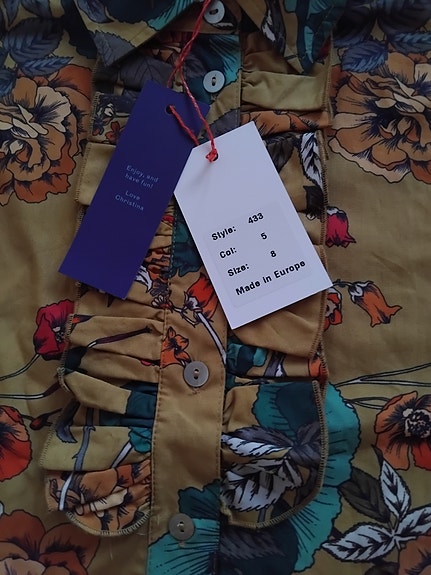 Enjoy, and
have fun!
Love
Christina
Style: 433
Col: 5
Size: 8
Made in Europe